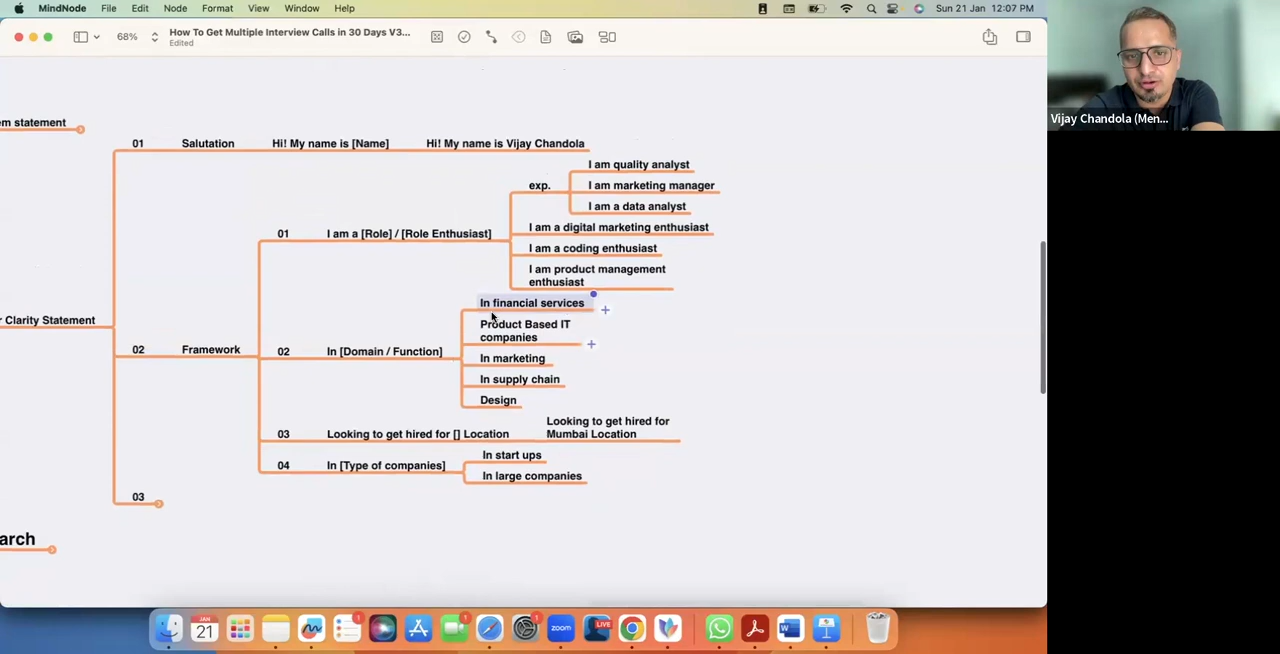 MindNode File Edit Node Format View Window Help Sun 21 Jan 12:07 PM
68% How To Get Multiple Interview Calls in 30 Days V3...
Edited
Vijay Chandola (Men...
em statement
01 Salutation Hi! My name is [Name] Hi! My name is Vijay Chandola
I am quality analyst
exp. I am marketing manager
I am a data analyst
01 I am a [Role] / [Role Enthusiast] I am a digital marketing enthusiast
I am a coding enthusiast
I am product management
enthusiast
r Clarity Statement
02 Framework
In financial services
Product Based IT
companies
02 In [Domain / Function] In marketing
In supply chain
Design
03 Looking to get hired for [] Location Looking to get hired for
Mumbai Location
04 In [Type of companies] In start ups
In large companies
03
arch
JAN
21
1
1
1
zoom
LIVE
W